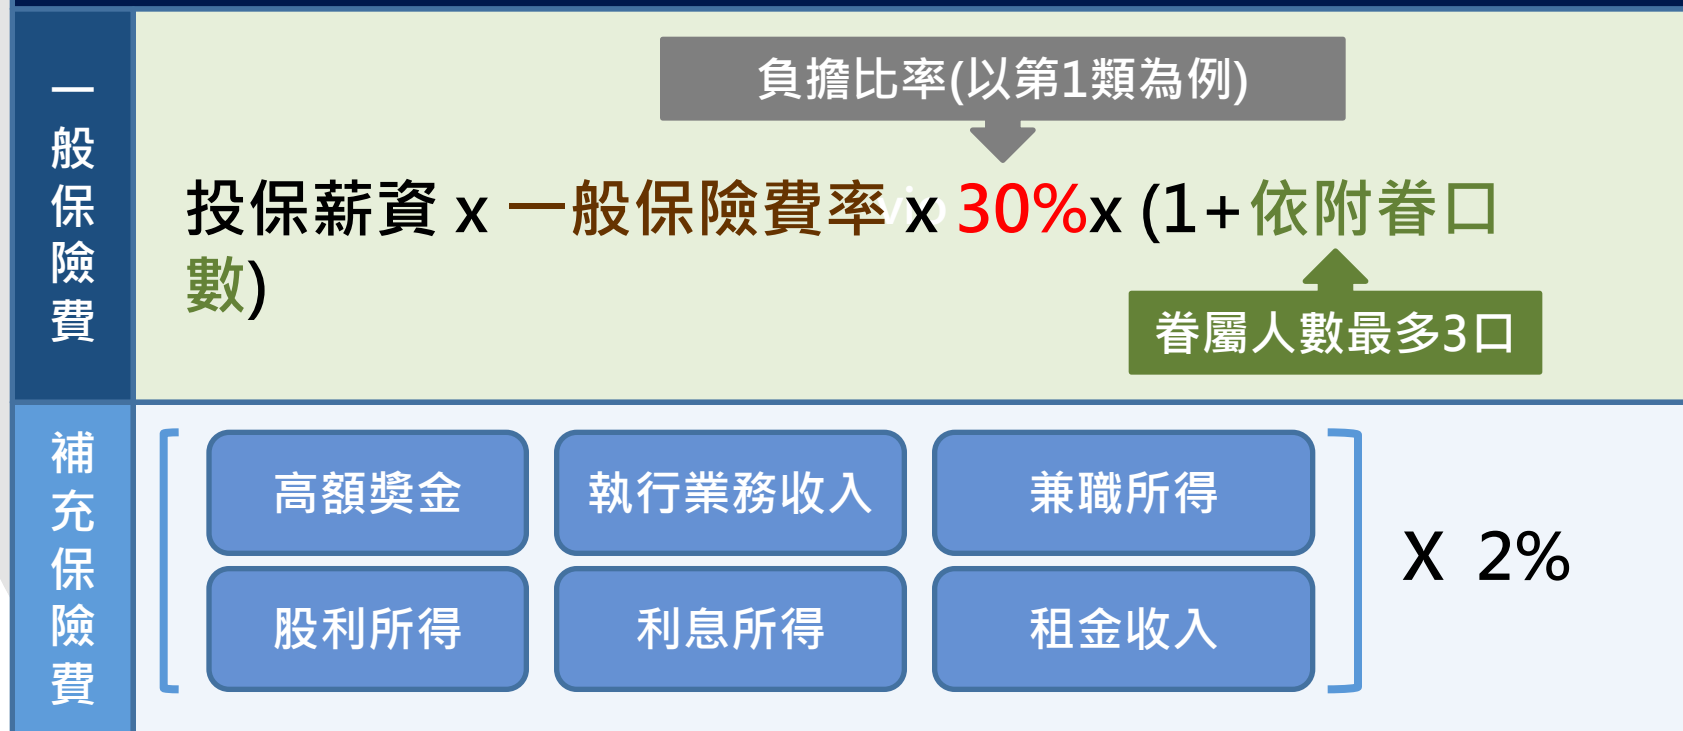 一般保險費
負擔比率(以第1類為例)
投保薪資 x 一般保險費率 x 30%x (1+依附眷口
數)
眷屬人數最多3口
補充保險費
高額獎金
執行業務收入
兼職所得
股利所得
利息所得
租金收入
X 2%